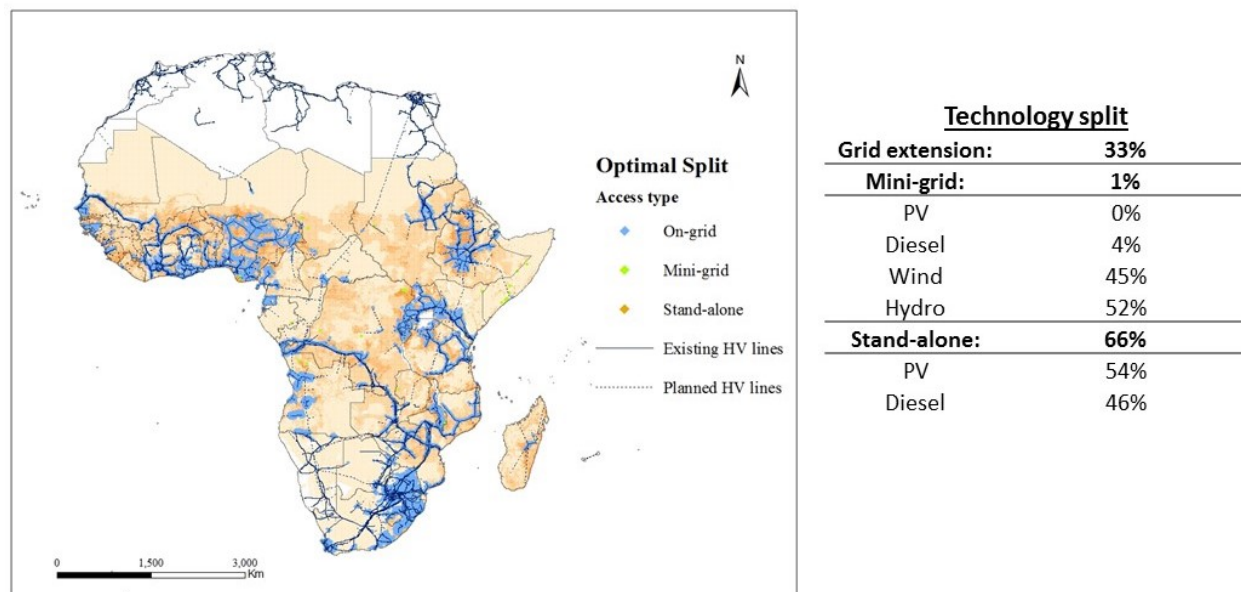 N
Optimal Split
Access type
On-grid
Mini-grid
Stand-alone
Existing HV lines
Planned HV lines
0 1,500 3,000
Km
Technology split
Grid extension: 33%
Mini-grid: 1%
PV 0%
Diesel 4%
Wind 45%
Hydro 52%
Stand-alone: 66%
PV 54%
Diesel 46%